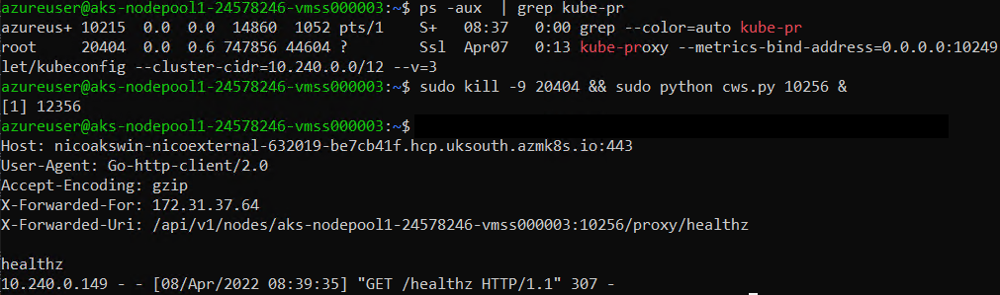 azureuser@aks-nodepool1-24578246-vmss000003:~$ ps -aux  | grep kube-pr
azureus+ 10215  0.0  0.0  14860  1052 pts/1    S+   08:37   0:00 grep --color=auto kube-pr
root     20404  0.0  0.6 747856 44604 ?        Ssl  Apr07   0:13 kube-proxy --metrics-bind-address=0.0.0.0:10249
let/kubeconfig --cluster-cidr=10.240.0.0/12 --v=3
azureuser@aks-nodepool1-24578246-vmss000003:~$ sudo kill -9 20404 && sudo python cws.py 10256 &
[1] 12356
azureuser@aks-nodepool1-24578246-vmss000003:~$
Host: nicoakswin-nicoexternal-632019-be7cb41f.hcp.uksouth.azmk8s.io:443
User-Agent: Go-http-client/2.0
Accept-Encoding: gzip
X-Forwarded-For: 172.31.37.64
X-Forwarded-Uri: /api/v1/nodes/aks-nodepool1-24578246-vmss000003:10256/proxy/healthz
healthz
10.240.0.149 - - [08/Apr/2022 08:39:35] "GET /healthz HTTP/1.1" 307 -